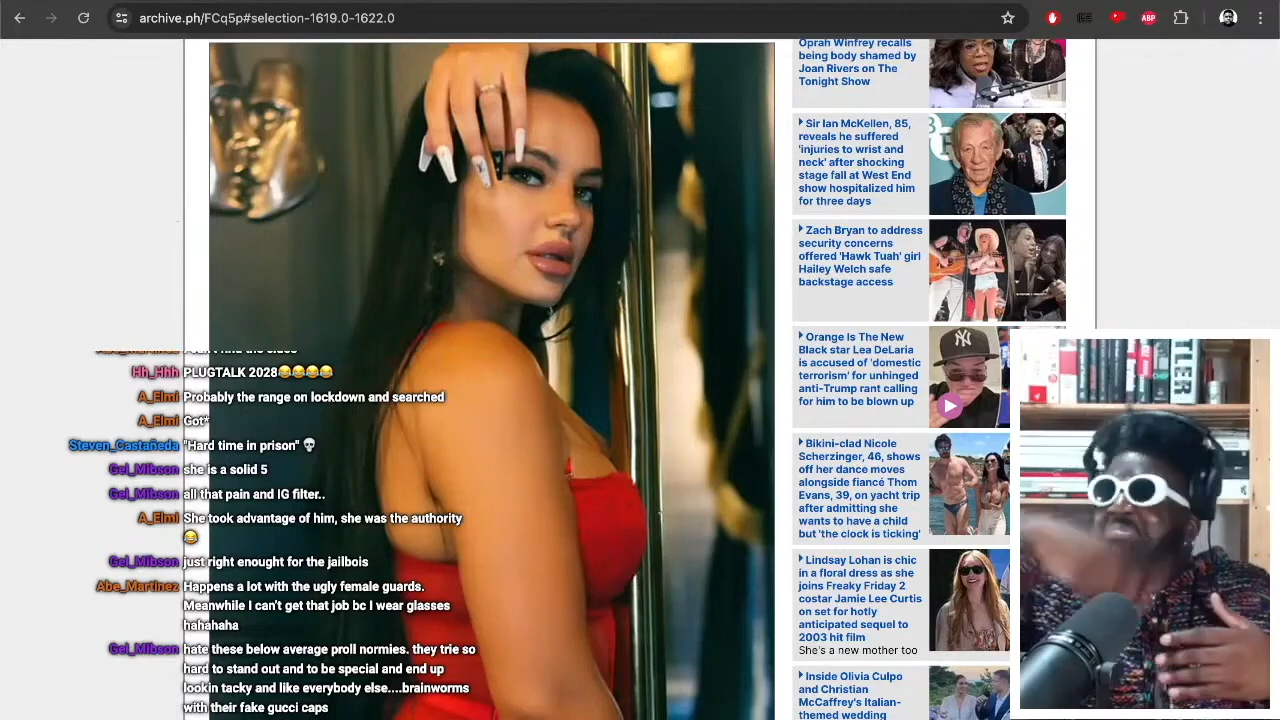 archive.ph/FCq5p#selection-1619.0-1622.0
ABP
Oprah Winfrey recalls
being body shamed by
Joan Rivers on The
Tonight Show
Sir Ian McKellen, 85,
reveals he suffered
'injuries to wrist and
neck' after shocking
stage fall at West End
show hospitalized him
for three days
Zach Bryan to address
security concerns
offered 'Hawk Tuah' girl
Hailey Welch safe
backstage access
Orange Is The New
Black star Lea DeLaria
is accused of 'domestic
terrorism' for unhinged
anti-Trump rant calling
for him to be blown up
Bikini-clad Nicole
Scherzinger, 46, shows
off her dance moves
alongside fiancé Thom
Evans, 39, on yacht trip
after admitting she
wants to have a child
but 'the clock is ticking'
Lindsay Lohan is chic
in a floral dress as she
joins Freaky Friday 2
costar Jamie Lee Curtis
on set for hotly
anticipated sequel to
2003 hit film
She's a new mother too
Inside Olivia Culpo
and Christian
McCaffrey's Italian-
themed wedding
Hh_Hhh PLUGTALK 2028😂😂😂😂
A_Elmi Probably the range on lockdown and searched
A_Elmi Got*
Steven_Castañeda "Hard time in prison" 💀
Gel_Mibson she is a solid 5
Gel_Mibson all that pain and IG filter..
A_Elmi She took advantage of him, she was the authority
😂
Gel_Mibson just right enought for the jailbois
Abe_Martinez Happens a lot with the ugly female guards.
Meanwhile I can't get that job bc I wear glasses
hahahaha
Gel_Mibson hate these below average proll normies. they trie so
hard to stand out and to be special and end up
lookin tacky and like everybody else....brainworms
with their fake gucci caps